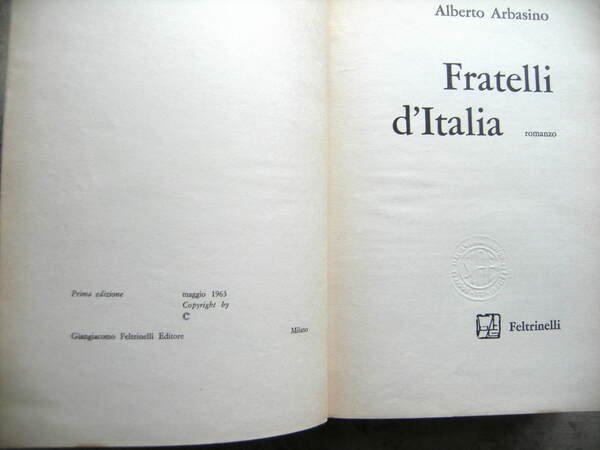 Prima edizione maggio 1963
Copyright by
©
Giangiacomo Feltrinelli Editore Milano
Alberto Arbasino
Fratelli
d'Italia romanzo
Feltrinelli